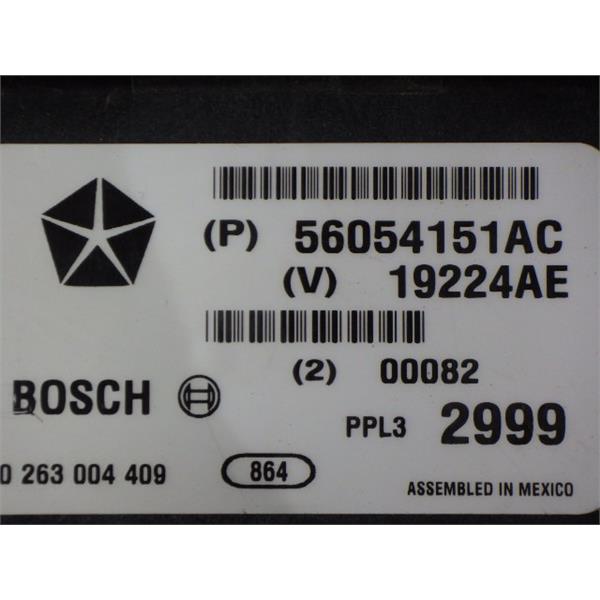 (P) 56054151AC
(V) 19224AE
(2) 00082
BOSCH
PPL3 2999
0 263 004 409
864
ASSEMBLED IN MEXICO